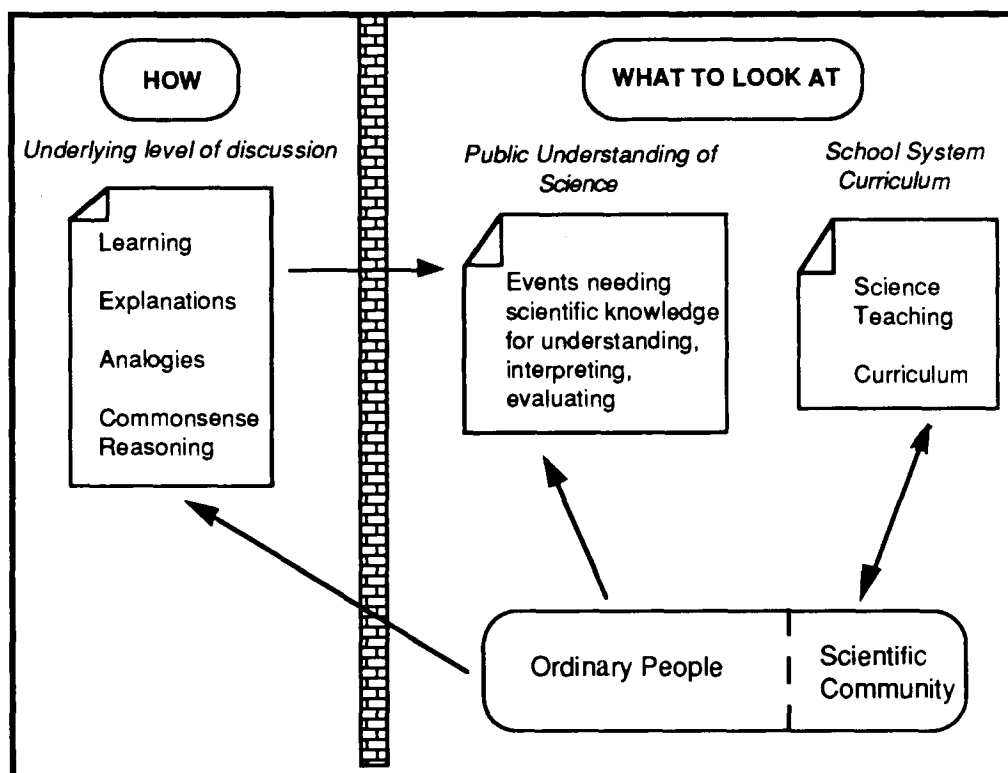 HOW
Underlying level of discussion
Learning
Explanations
Analogies
Commonsense
Reasoning
WHAT TO LOOK AT
Public Understanding of
Science
Events needing
scientific knowledge
for understanding,
interpreting,
evaluating
School System
Curriculum
Science
Teaching
Curriculum
Ordinary People
Scientific
Community